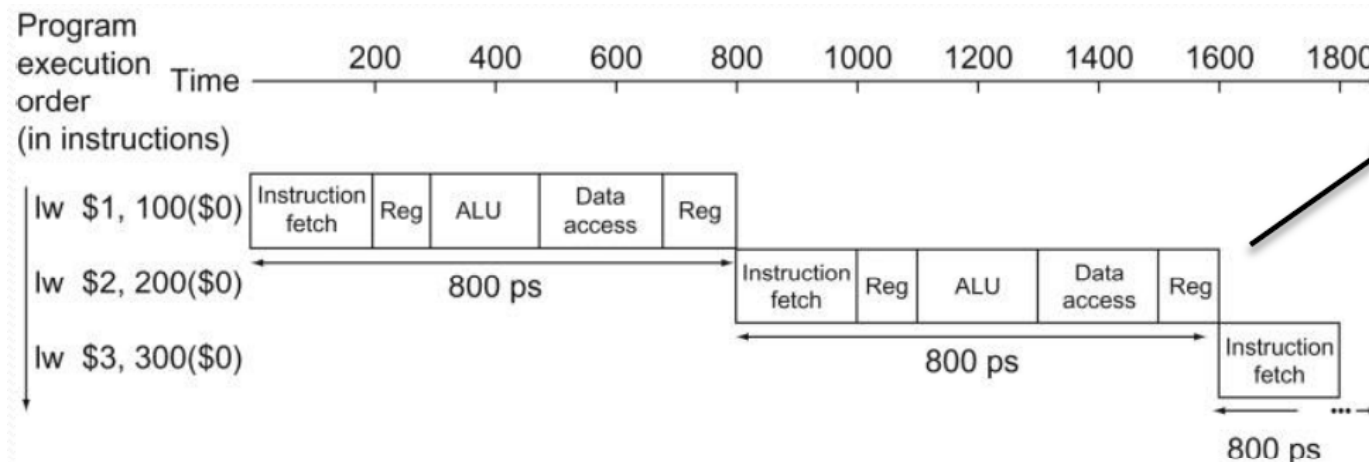 Program
execution
order
(in instructions)
Time
200 400 600 800 1000 1200 1400 1600 1800
lw $1, 100($0)
Instruction
fetch
Reg
ALU
Data
access
Reg
800 ps
lw $2, 200($0)
Instruction
fetch
Reg
ALU
Data
access
Reg
800 ps
lw $3, 300($0)
Instruction
fetch
...
800 ps